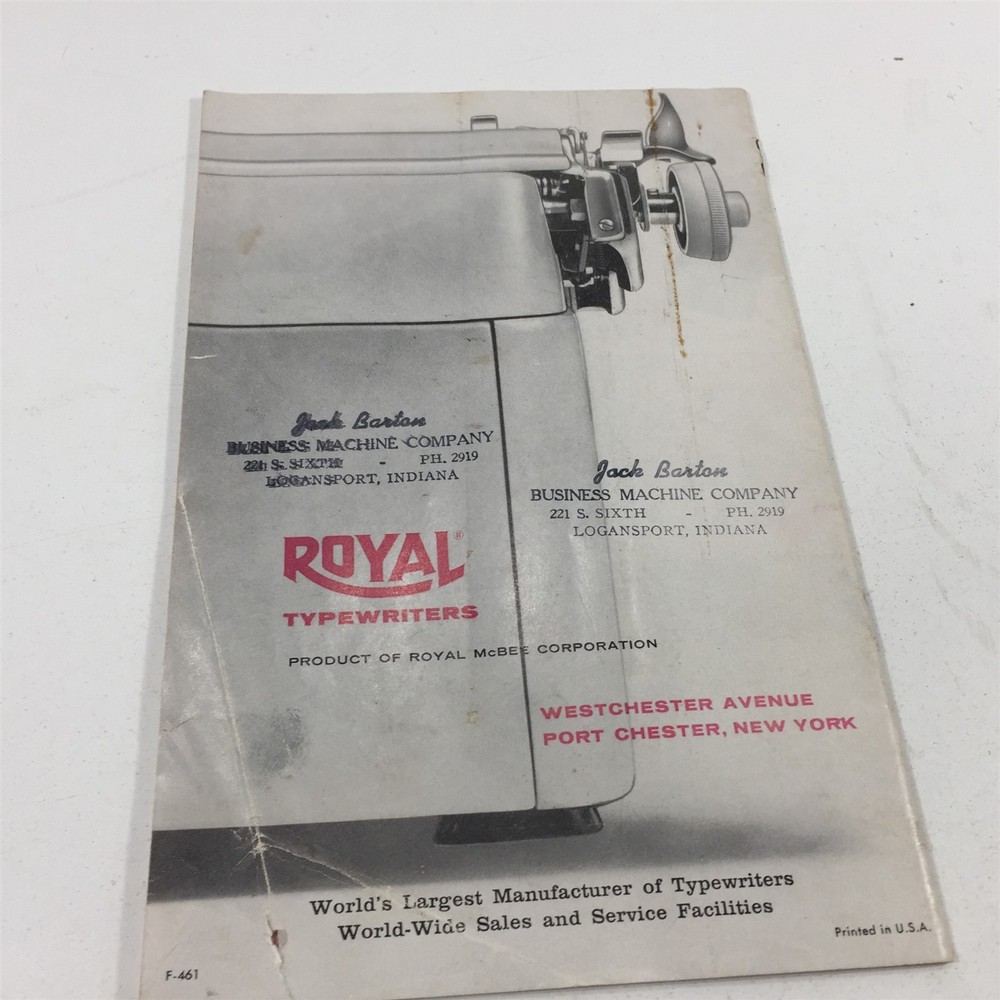 Jack Barton
BUSINESS MACHINE COMPANY
221 S. SIXTH - PH. 2919
LOGANSPORT, INDIANA
Jack Barton
BUSINESS MACHINE COMPANY
221 S. SIXTH - PH. 2919
LOGANSPORT, INDIANA
ROYAL®
TYPEWRITERS
PRODUCT OF ROYAL McBEE CORPORATION
WESTCHESTER AVENUE
PORT CHESTER, NEW YORK
World's Largest Manufacturer of Typewriters
World-Wide Sales and Service Facilities
Printed in U.S.A.
F-461